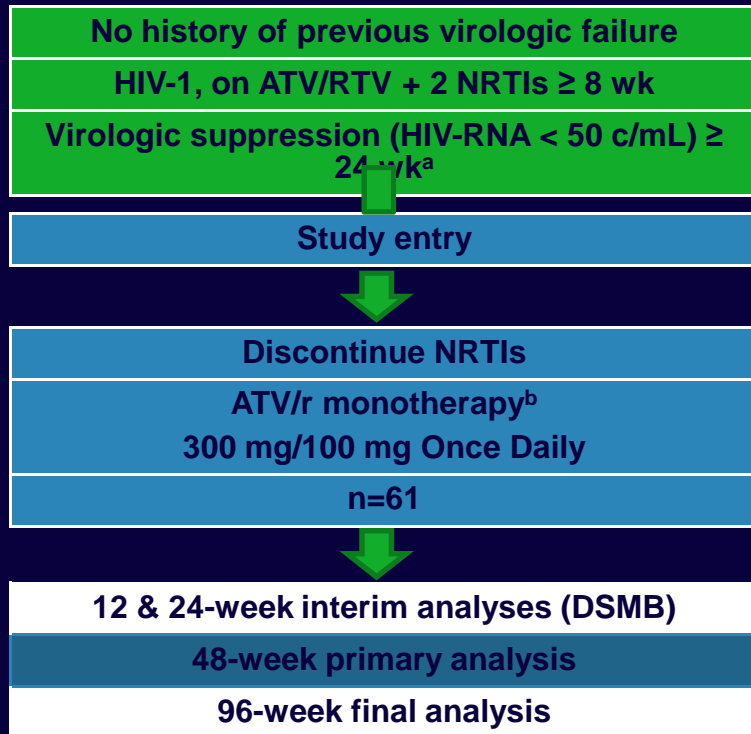 No history of previous virologic failure
HIV-1, on ATV/RTV + 2 NRTIs ≥ 8 wk
Virologic suppression (HIV-RNA < 50 c/mL) ≥
24 wkᵃ
Study entry
Discontinue NRTIs
ATV/r monotherapyᵇ
300 mg/100 mg Once Daily
n=61
12 & 24-week interim analyses (DSMB)
48-week primary analysis
96-week final analysis